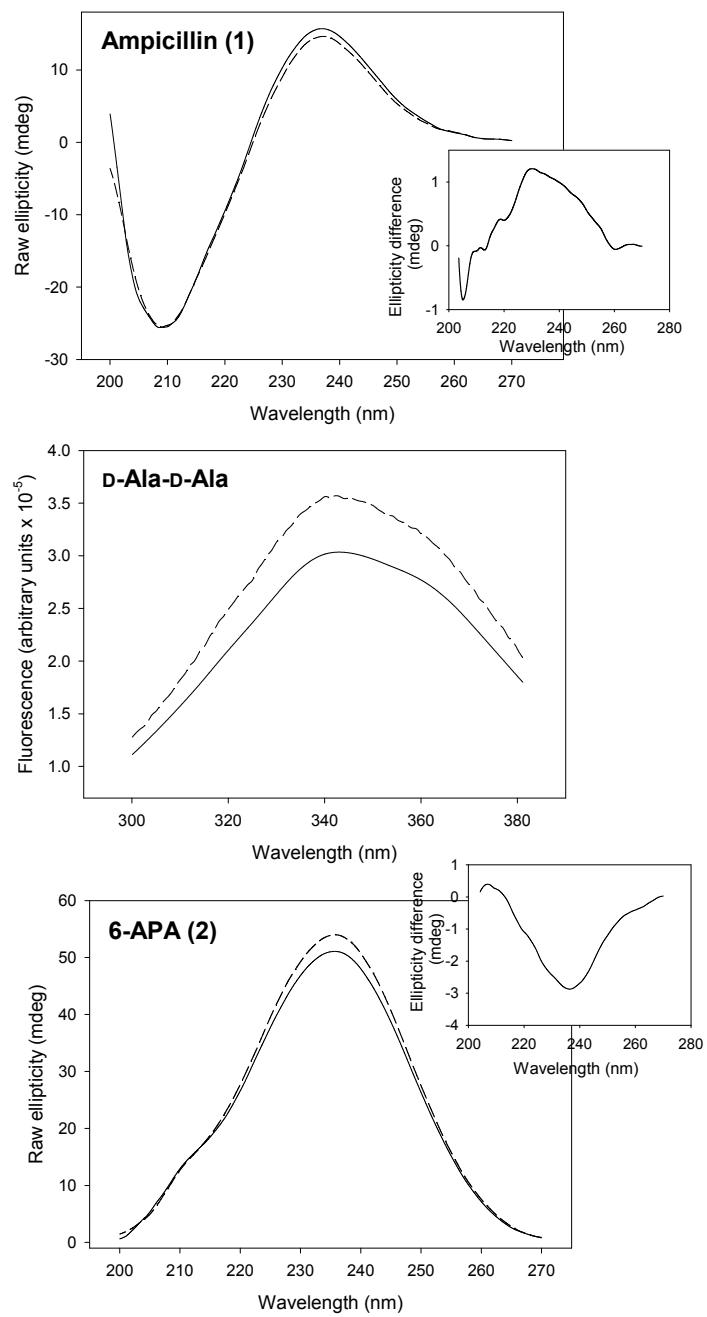 Ampicillin (1)
Raw ellipticity (mdeg)
10
0
-10
-20
-30
200 210 220 230 240 250 260 270
Wavelength (nm)
Ellipticity difference
(mdeg)
1
0
-1
200 220 240 260 280
Wavelength (nm)
D-Ala-D-Ala
Fluorescence (arbitrary units x 10-5)
4.0
3.5
3.0
2.5
2.0
1.5
1.0
300 320 340 360 380
Wavelength (nm)
6-APA (2)
Raw ellipticity (mdeg)
60
50
40
30
20
10
0
200 210 220 230 240 250 260 270
Wavelength (nm)
Ellipticity difference
(mdeg)
1
0
-1
-2
-3
-4
200 220 240 260 280
Wavelength (nm)